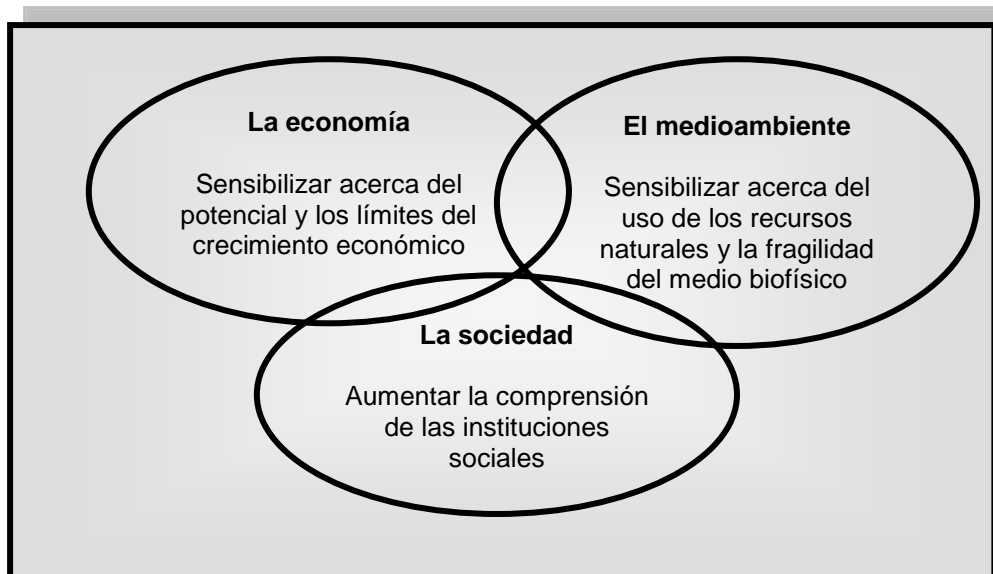 La economía
Sensibilizar acerca del
potencial y los límites del
crecimiento económico
El medioambiente
Sensibilizar acerca del
uso de los recursos
naturales y la fragilidad
del medio biofísico
La sociedad
Aumentar la comprensión
de las instituciones
sociales